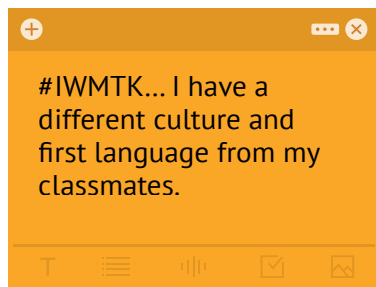 #IWMTK... I have a
different culture and
first language from my
classmates.
T